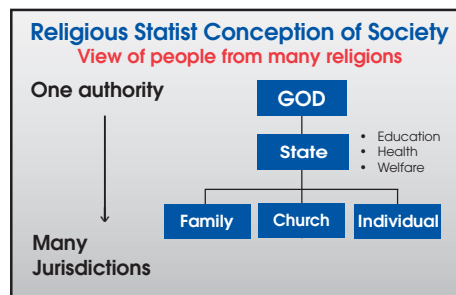 Religious Statist Conception of Society
View of people from many religions
One authority
GOD
State
• Education
• Health
• Welfare
Family
Church
Individual
Many
Jurisdictions